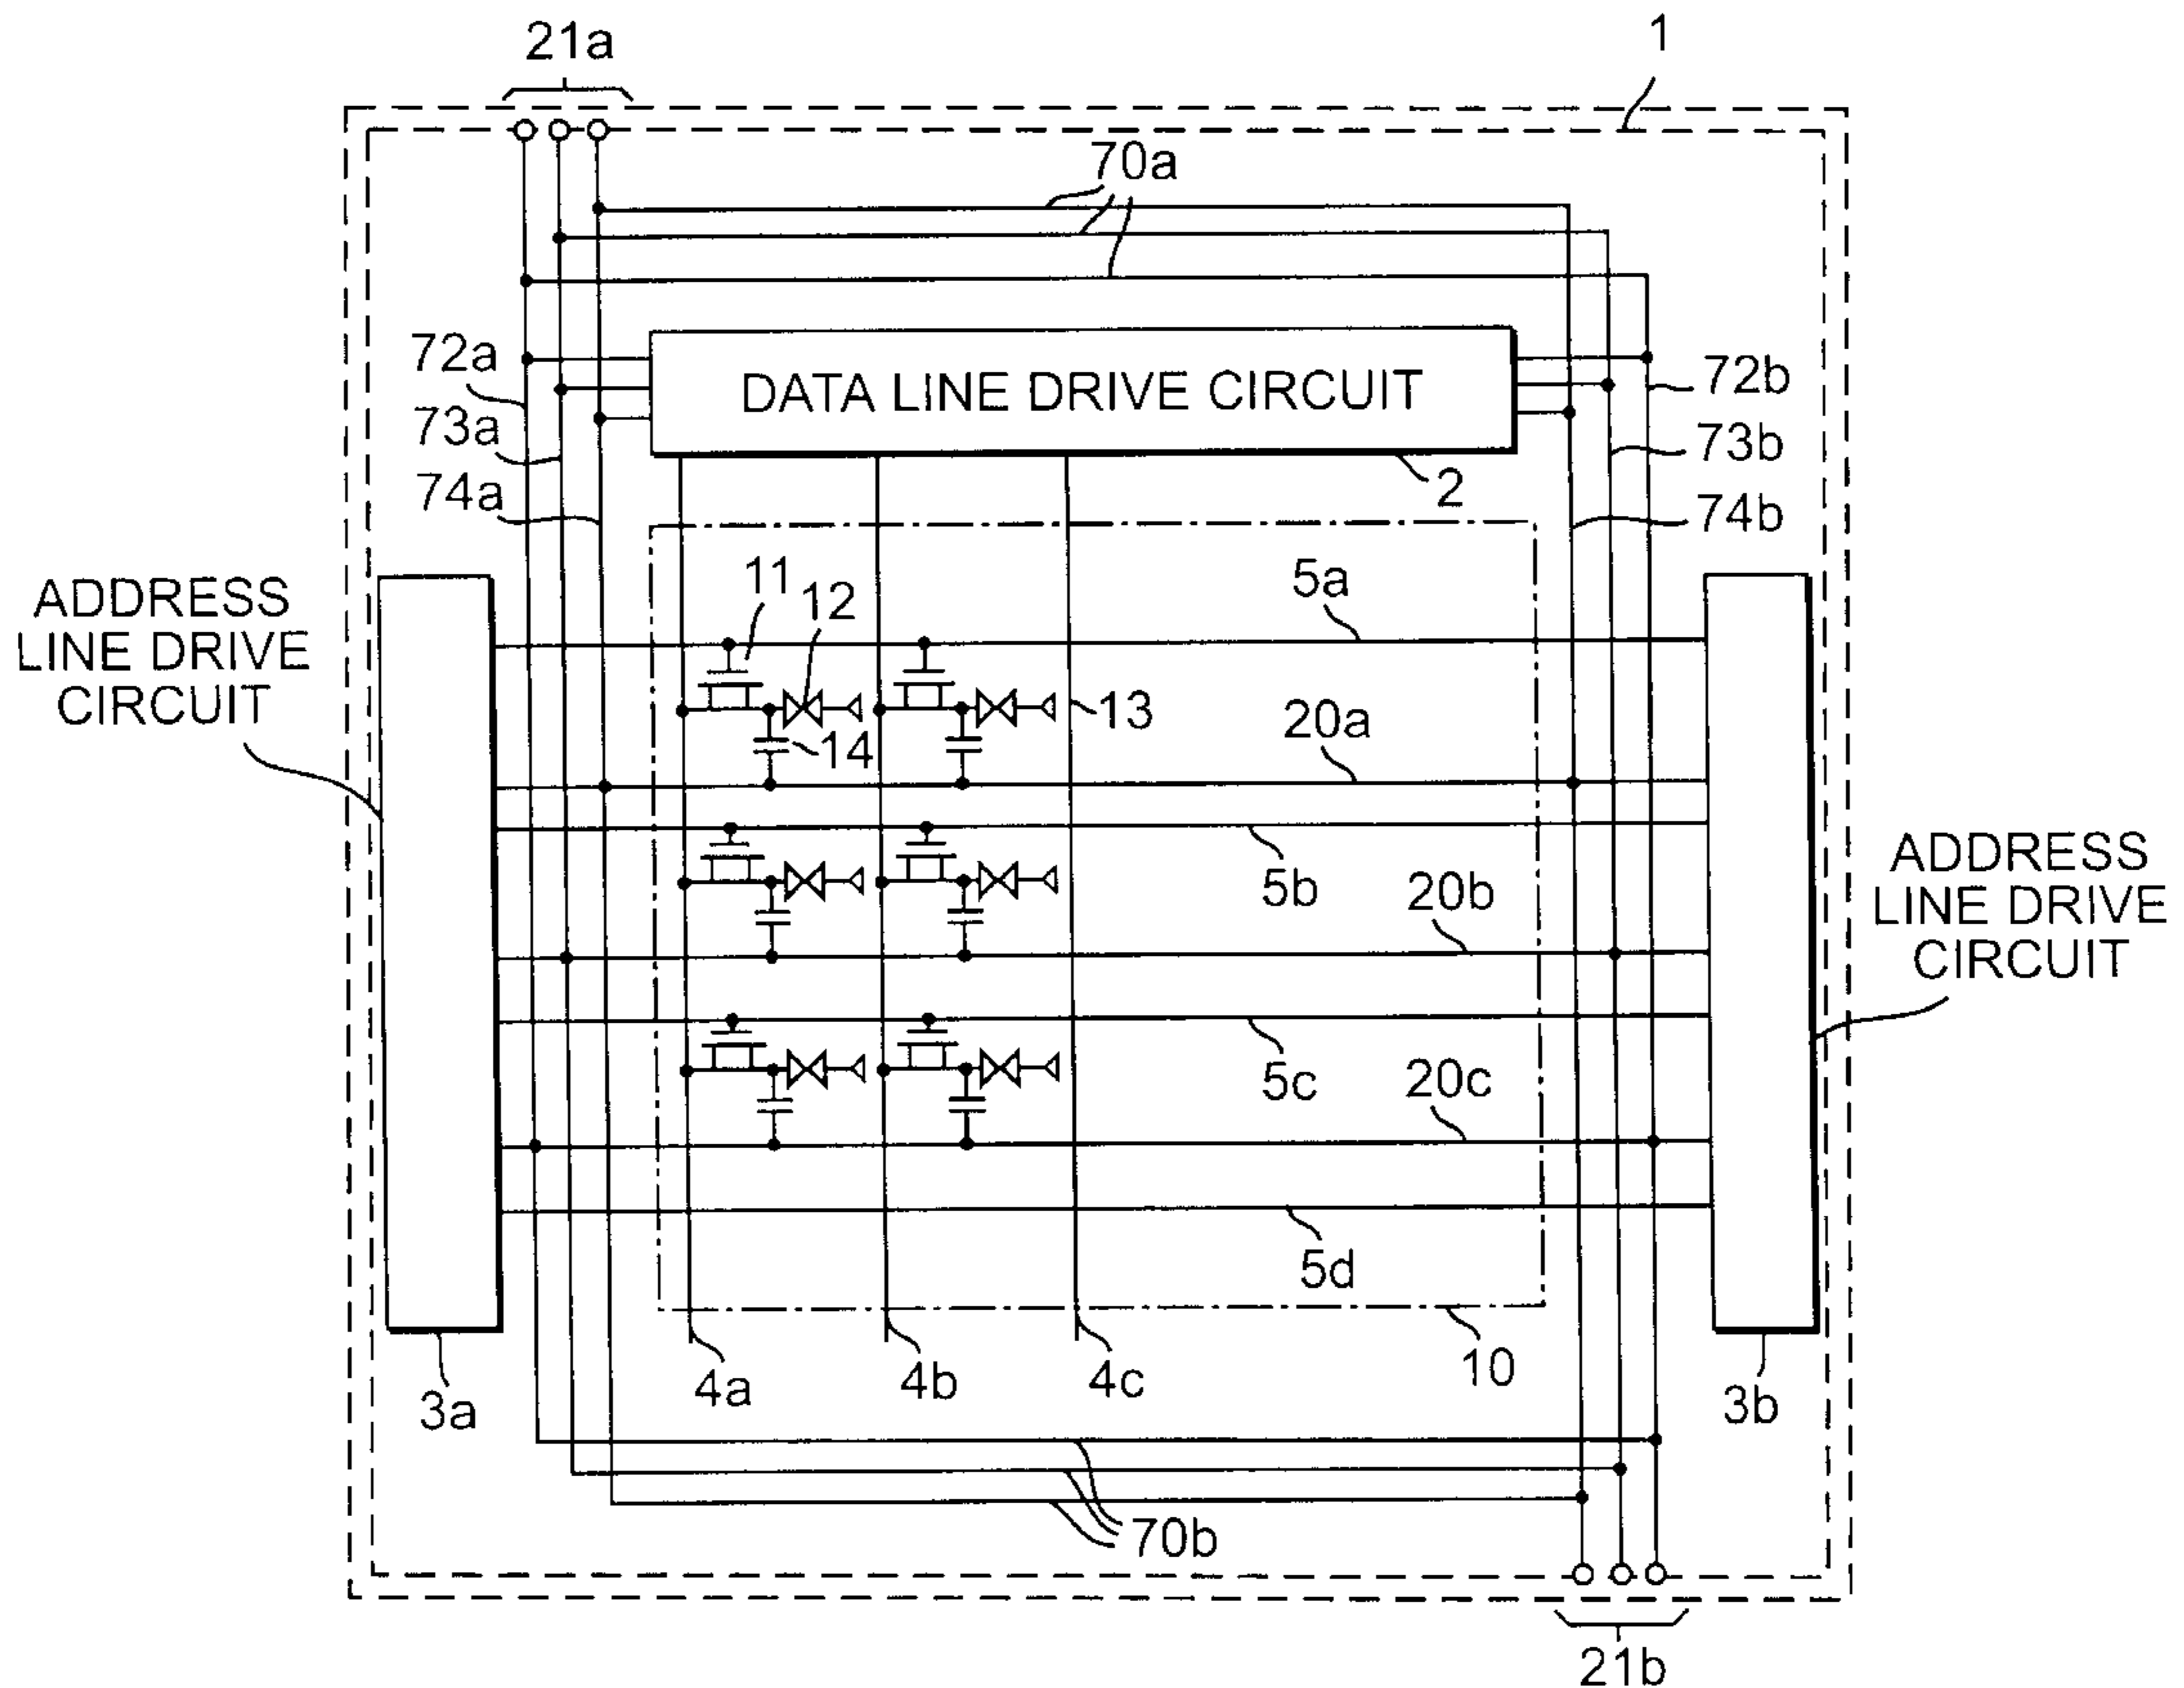 21a
1
70a
72a
DATA LINE DRIVE CIRCUIT
72b
73a
73b
74a
2
74b
11
12
5a
ADDRESS
LINE DRIVE
CIRCUIT
13
20a
14
5b
20b
ADDRESS
LINE DRIVE
CIRCUIT
5c
20c
5d
10
4a
4b
4c
3a
3b
70b
21b